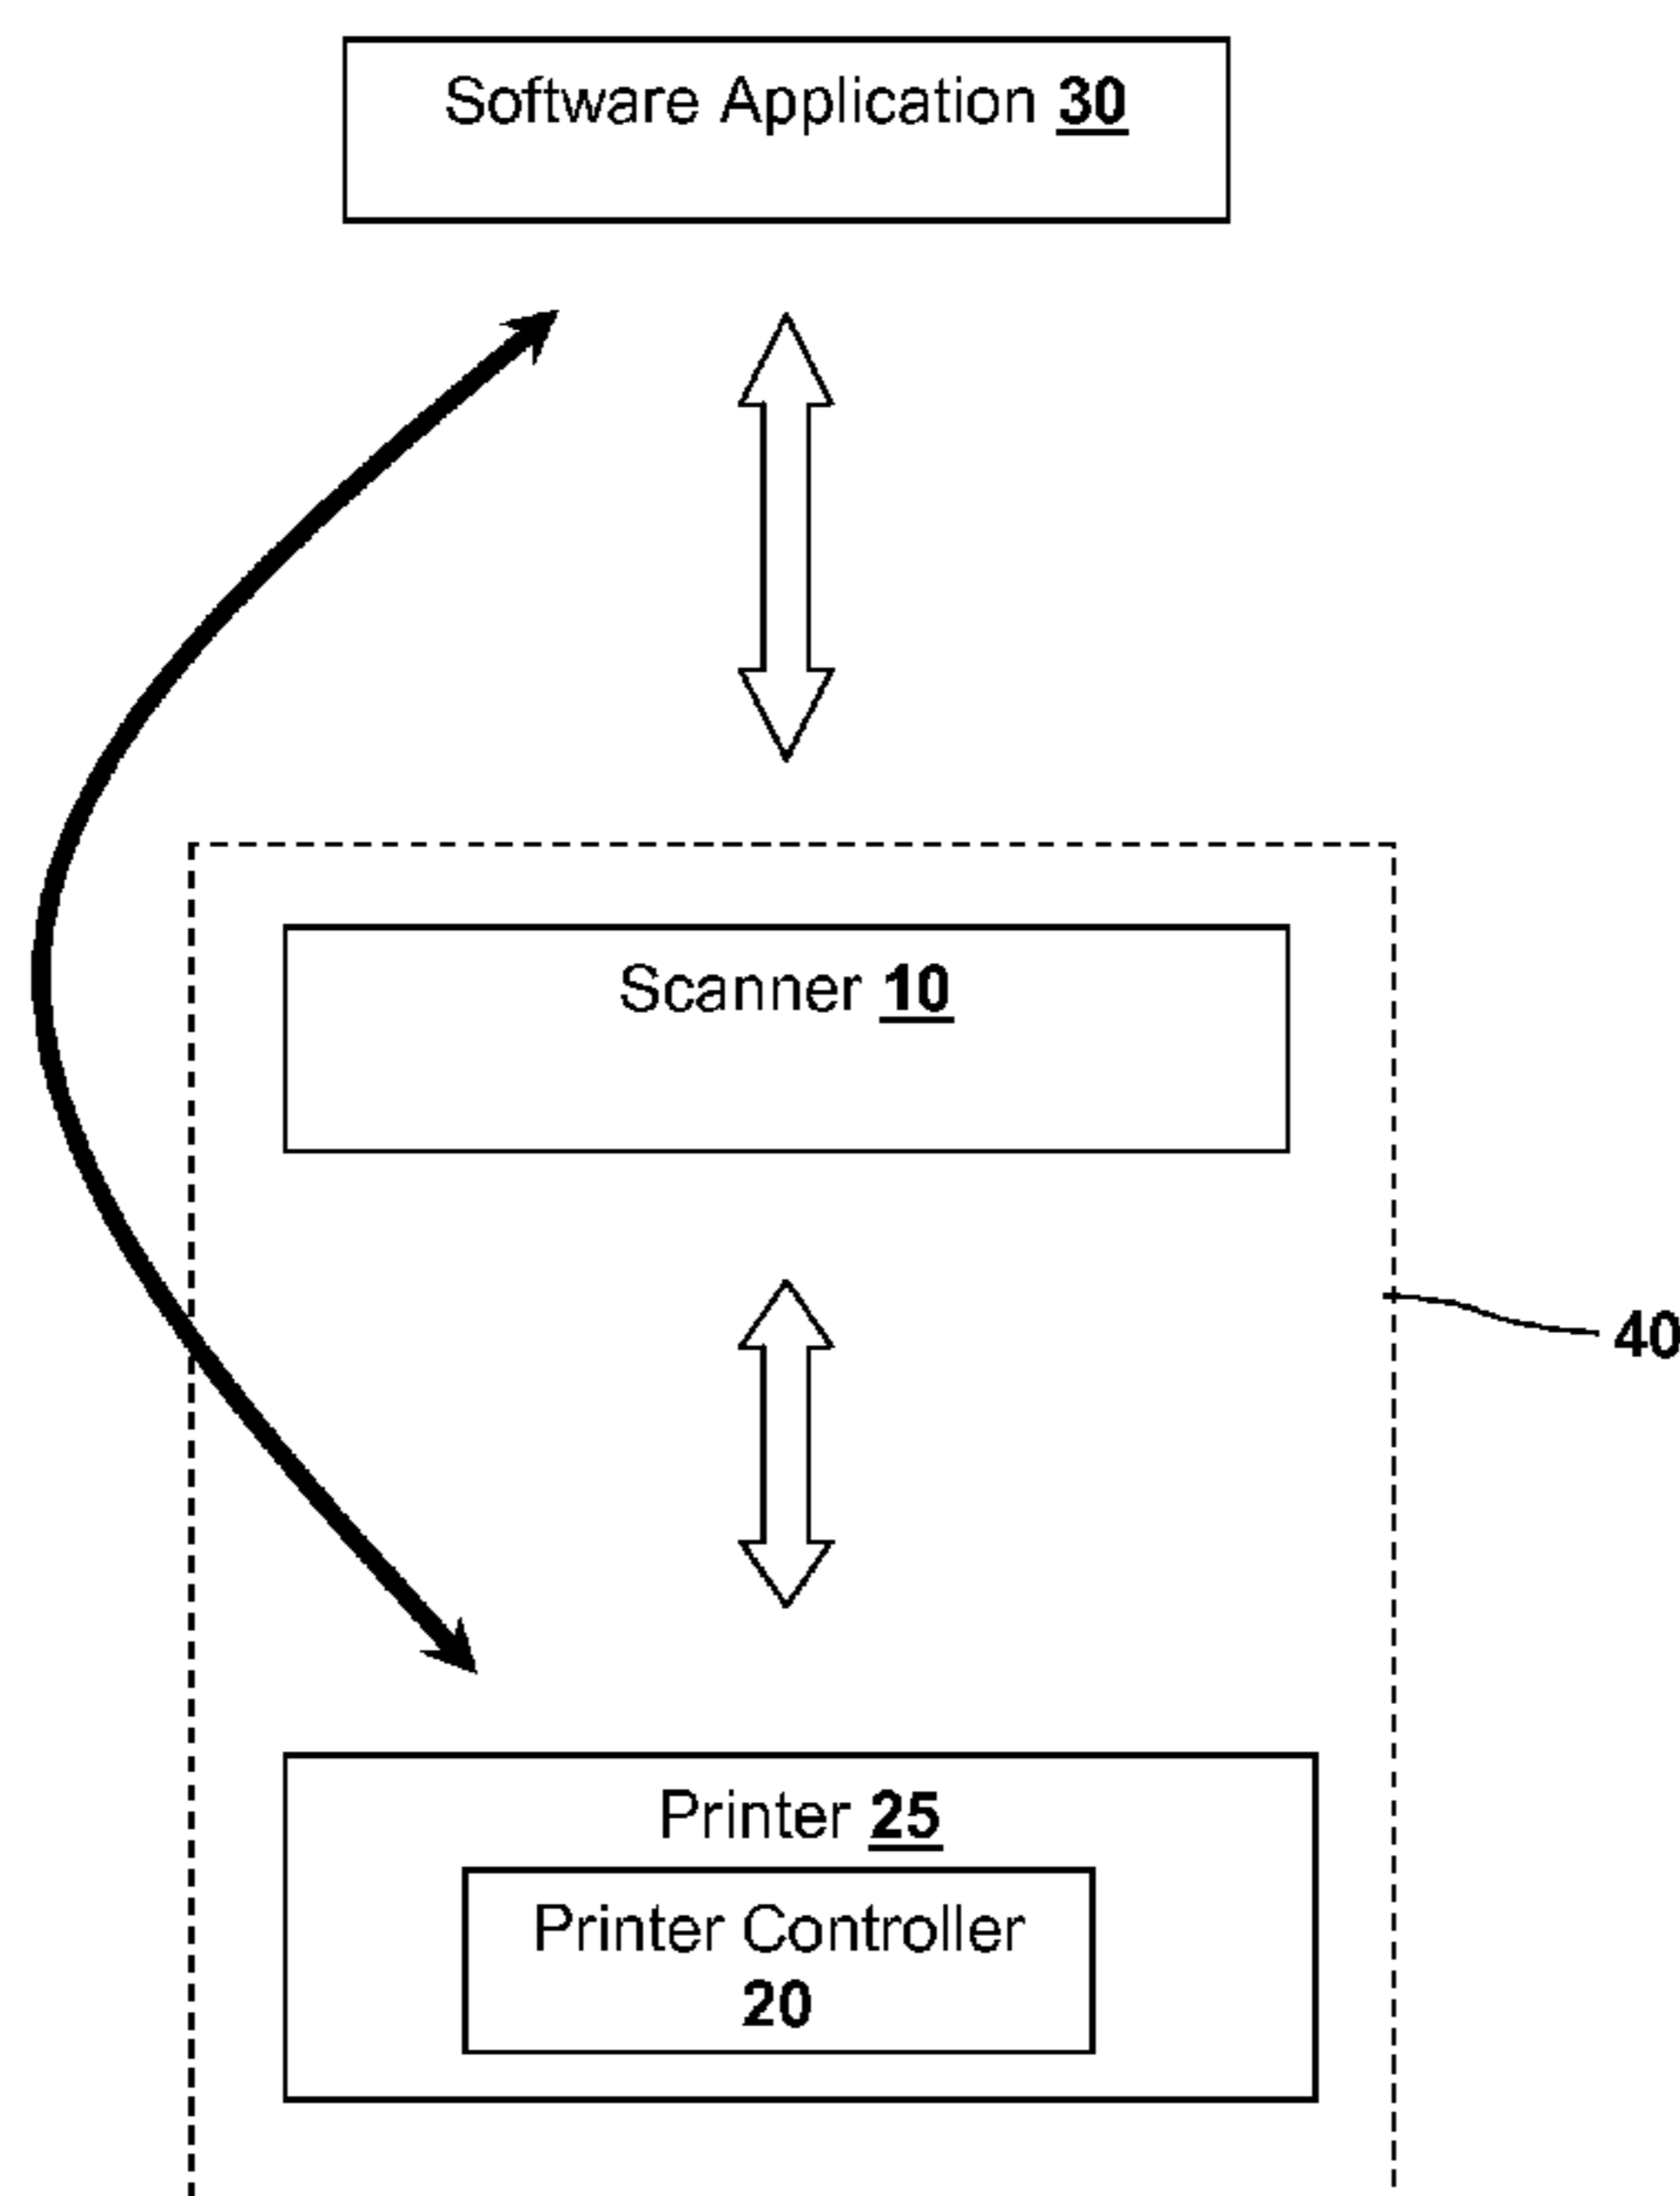 Software Application 30
Scanner 10
40
Printer 25
Printer Controller
20